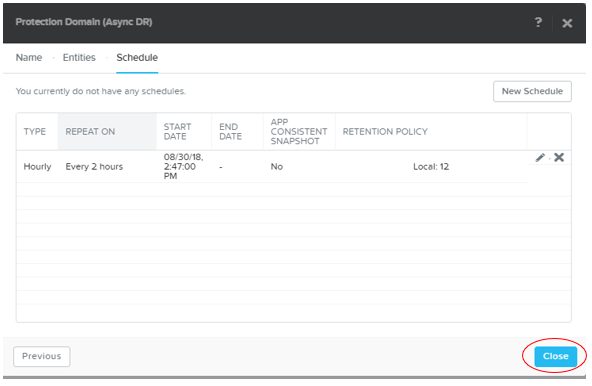 Protection Domain (Async DR) ? ×
Name · Entities · Schedule
You currently do not have any schedules. New Schedule
TYPE REPEAT ON START DATE END DATE APP CONSISTENT SNAPSHOT RETENTION POLICY
Hourly Every 2 hours 08/30/18, 2:47:00 PM - No Local: 12
Previous Close